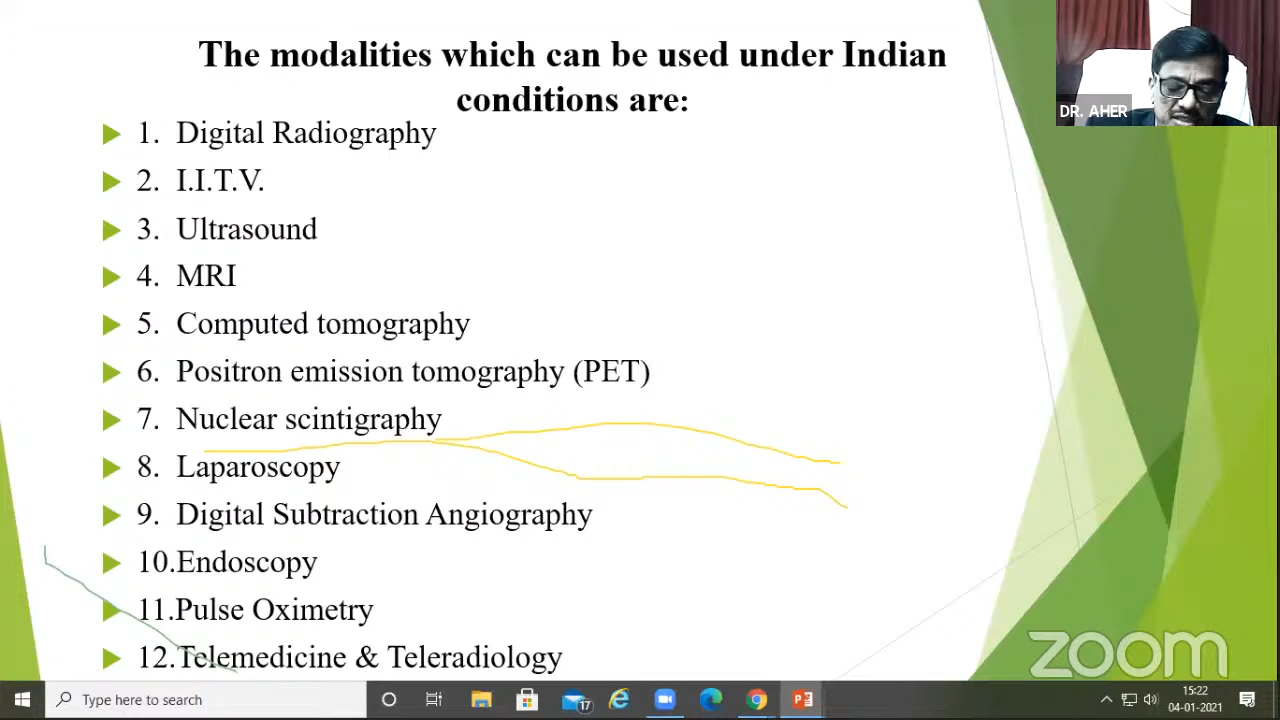 The modalities which can be used under Indian
conditions are:
DR. AHER
1. Digital Radiography
2. I.I.T.V.
3. Ultrasound
4. MRI
5. Computed tomography
6. Positron emission tomography (PET)
7. Nuclear scintigraphy
8. Laparoscopy
9. Digital Subtraction Angiography
10.Endoscopy
11.Pulse Oximetry
12.Telemedicine & Teleradiology
zoom
Type here to search
17
15:22
04-01-2021